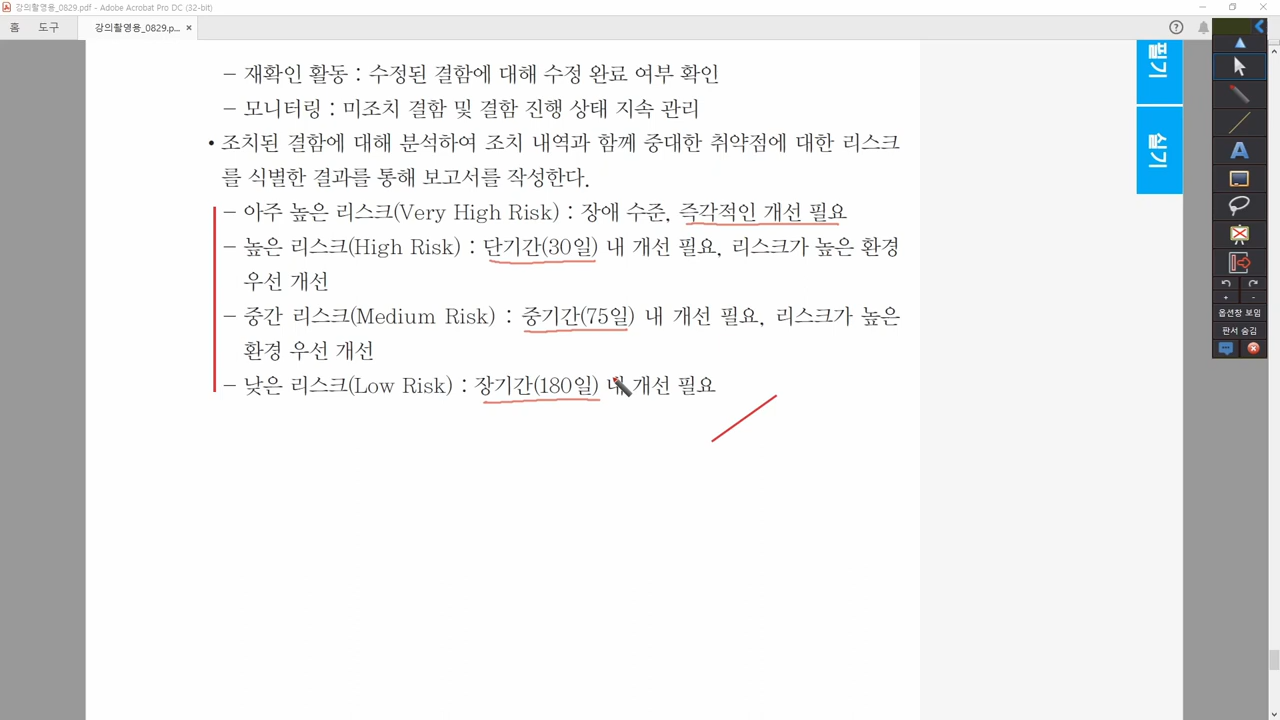 강의촬영용_0829.pdf - Adobe Acrobat Pro DC (32-bit)
홈 도구 강의촬영용_0829.p... ×
– 재확인 활동 : 수정된 결함에 대해 수정 완료 여부 확인
– 모니터링 : 미조치 결함 및 결함 진행 상태 지속 관리
• 조치된 결함에 대해 분석하여 조치 내역과 함께 중대한 취약점에 대한 리스크
를 식별한 결과를 통해 보고서를 작성한다.
– 아주 높은 리스크(Very High Risk) : 장애 수준, 즉각적인 개선 필요
– 높은 리스크(High Risk) : 단기간(30일) 내 개선 필요, 리스크가 높은 환경
우선 개선
– 중간 리스크(Medium Risk) : 중기간(75일) 내 개선 필요, 리스크가 높은
환경 우선 개선
– 낮은 리스크(Low Risk) : 장기간(180일) 내 개선 필요
필기
실기
A
옵션창 보임
판서 숨김